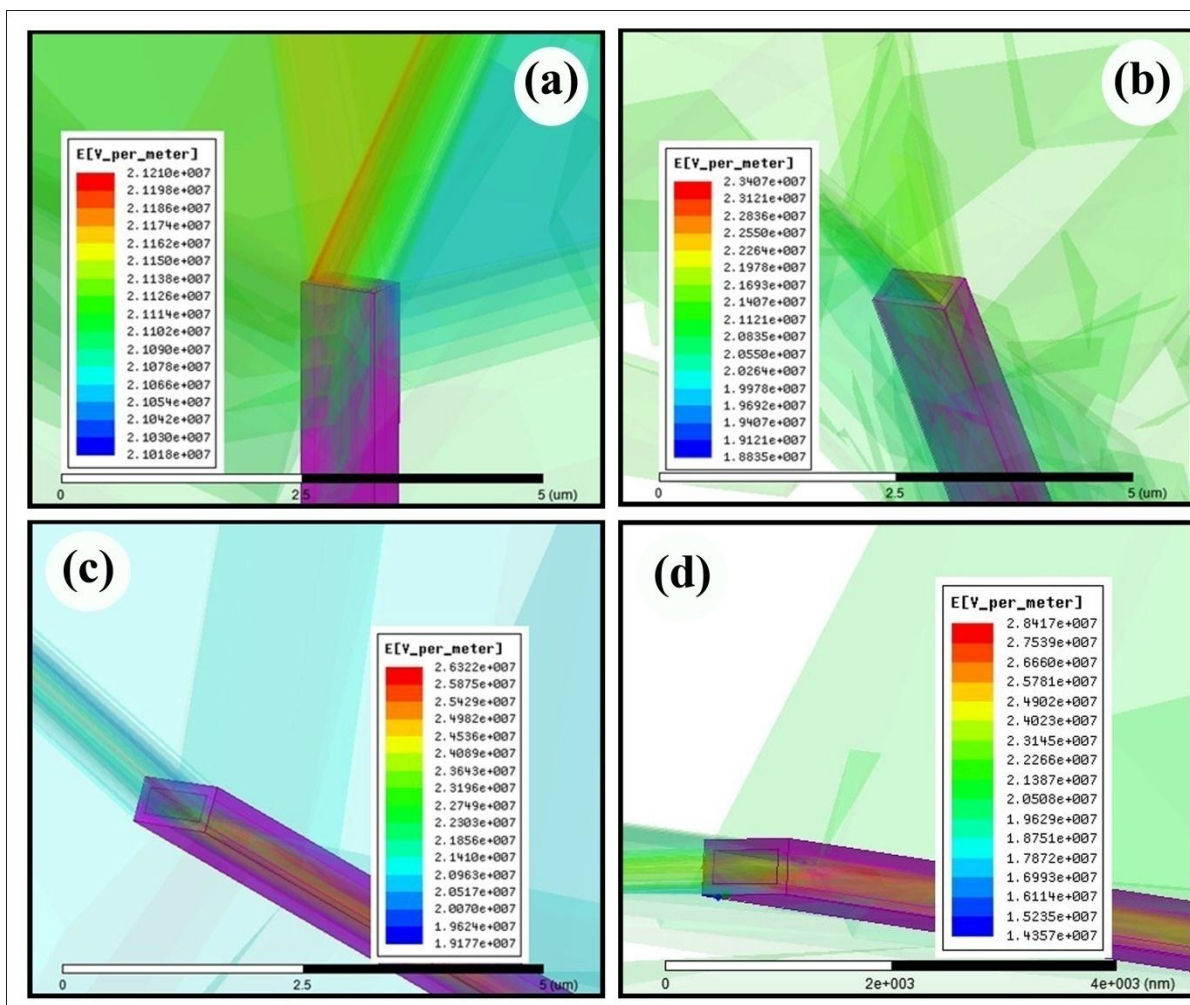 (a)
E[V_per_meter]
2.1210e+007
2.1198e+007
2.1186e+007
2.1174e+007
2.1162e+007
2.1150e+007
2.1138e+007
2.1126e+007
2.1114e+007
2.1102e+007
2.1090e+007
2.1078e+007
2.1066e+007
2.1054e+007
2.1042e+007
2.1030e+007
2.1018e+007
0 2.5 5 (um)
(b)
E[V_per_meter]
2.3407e+007
2.3121e+007
2.2836e+007
2.2550e+007
2.2264e+007
2.1978e+007
2.1693e+007
2.1407e+007
2.1121e+007
2.0835e+007
2.0550e+007
2.0264e+007
1.9978e+007
1.9692e+007
1.9407e+007
1.9121e+007
1.8835e+007
0 2.5 5 (um)
(c)
E[V_per_meter]
2.6322e+007
2.5875e+007
2.5429e+007
2.4982e+007
2.4536e+007
2.4089e+007
2.3643e+007
2.3196e+007
2.2749e+007
2.2303e+007
2.1856e+007
2.1410e+007
2.0963e+007
2.0517e+007
2.0070e+007
1.9624e+007
1.9177e+007
0 2.5 5 (um)
(d)
E[V_per_meter]
2.8417e+007
2.7539e+007
2.6660e+007
2.5781e+007
2.4902e+007
2.4023e+007
2.3145e+007
2.2266e+007
2.1387e+007
2.0508e+007
1.9629e+007
1.8751e+007
1.7872e+007
1.6993e+007
1.6114e+007
1.5235e+007
1.4357e+007
0 2e+003 4e+003 (nm)